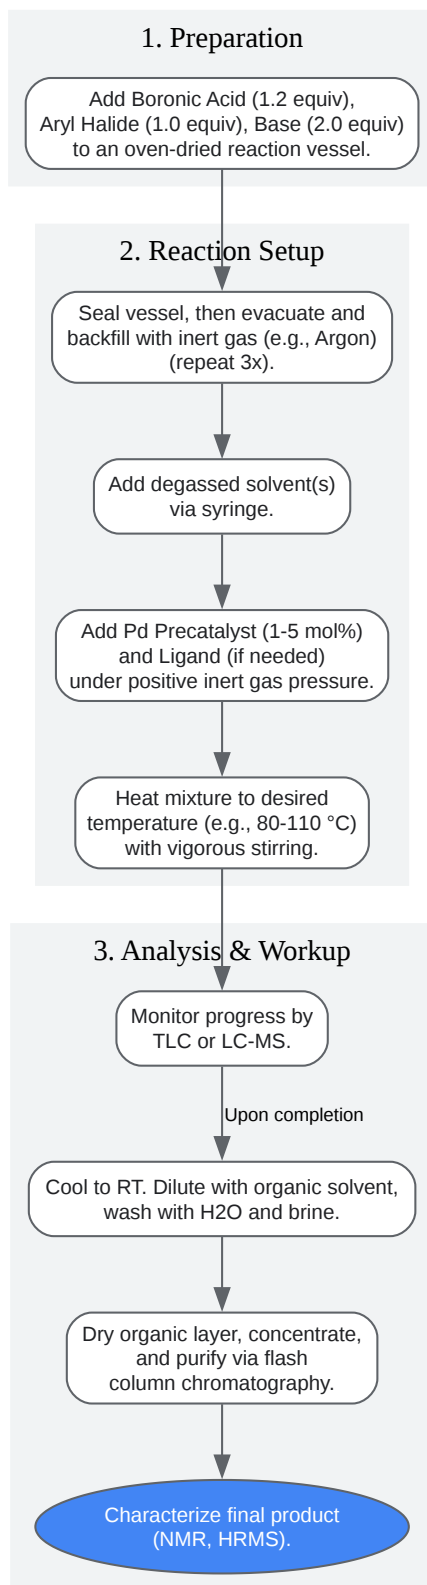 1. Preparation
Add Boronic Acid (1.2 equiv),
Aryl Halide (1.0 equiv), Base (2.0 equiv)
to an oven-dried reaction vessel.
2. Reaction Setup
Seal vessel, then evacuate and
backfill with inert gas (e.g., Argon)
(repeat 3x).
Add degassed solvent(s)
via syringe.
Add Pd Precatalyst (1-5 mol%)
and Ligand (if needed)
under positive inert gas pressure.
Heat mixture to desired
temperature (e.g., 80-110 °C)
with vigorous stirring.
3. Analysis & Workup
Monitor progress by
TLC or LC-MS.
Upon completion
Cool to RT. Dilute with organic solvent,
wash with H2O and brine.
Dry organic layer, concentrate,
and purify via flash
column chromatography.
Characterize final product
(NMR, HRMS).